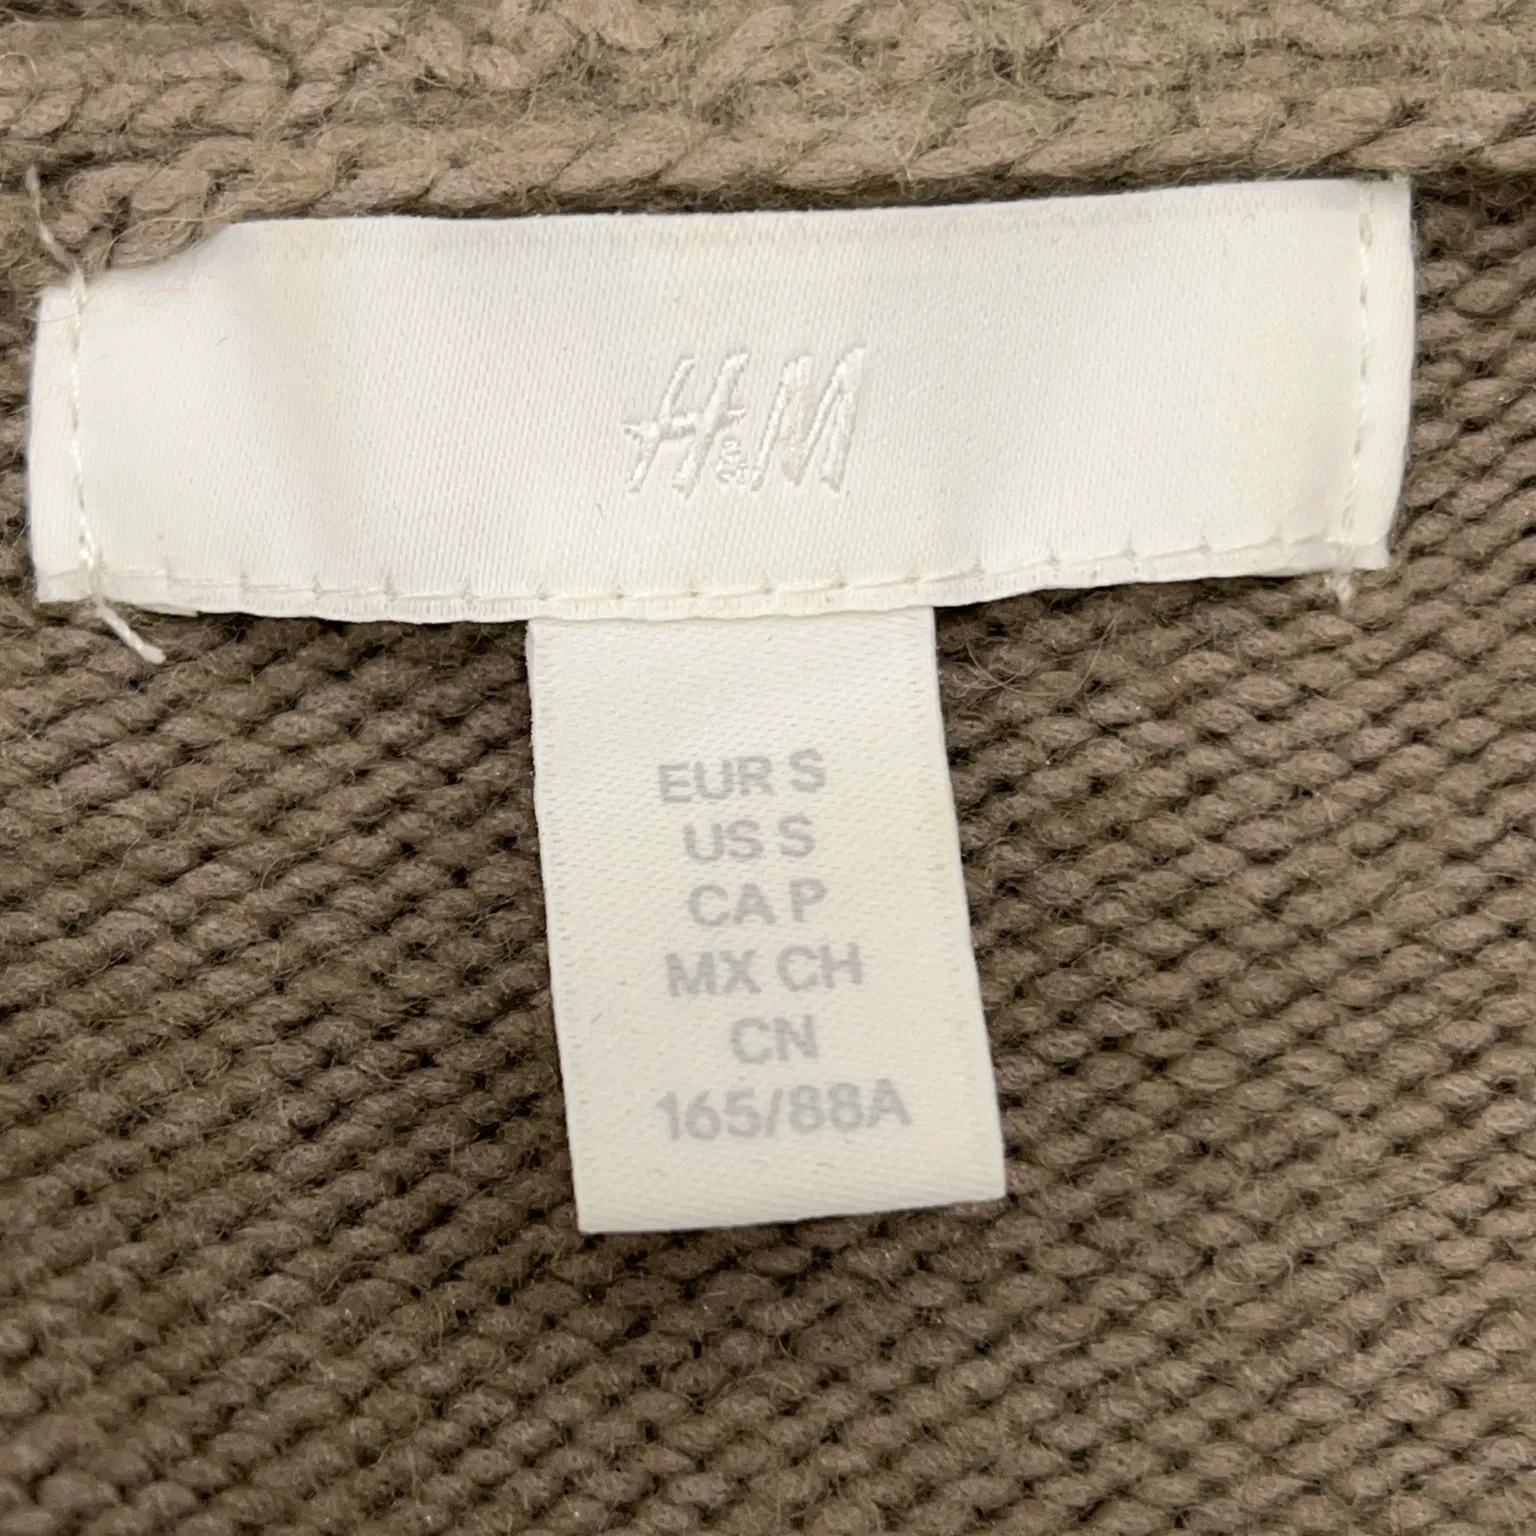 H&M
EUR S
US S
CA P
MX CH
CN
165/88A